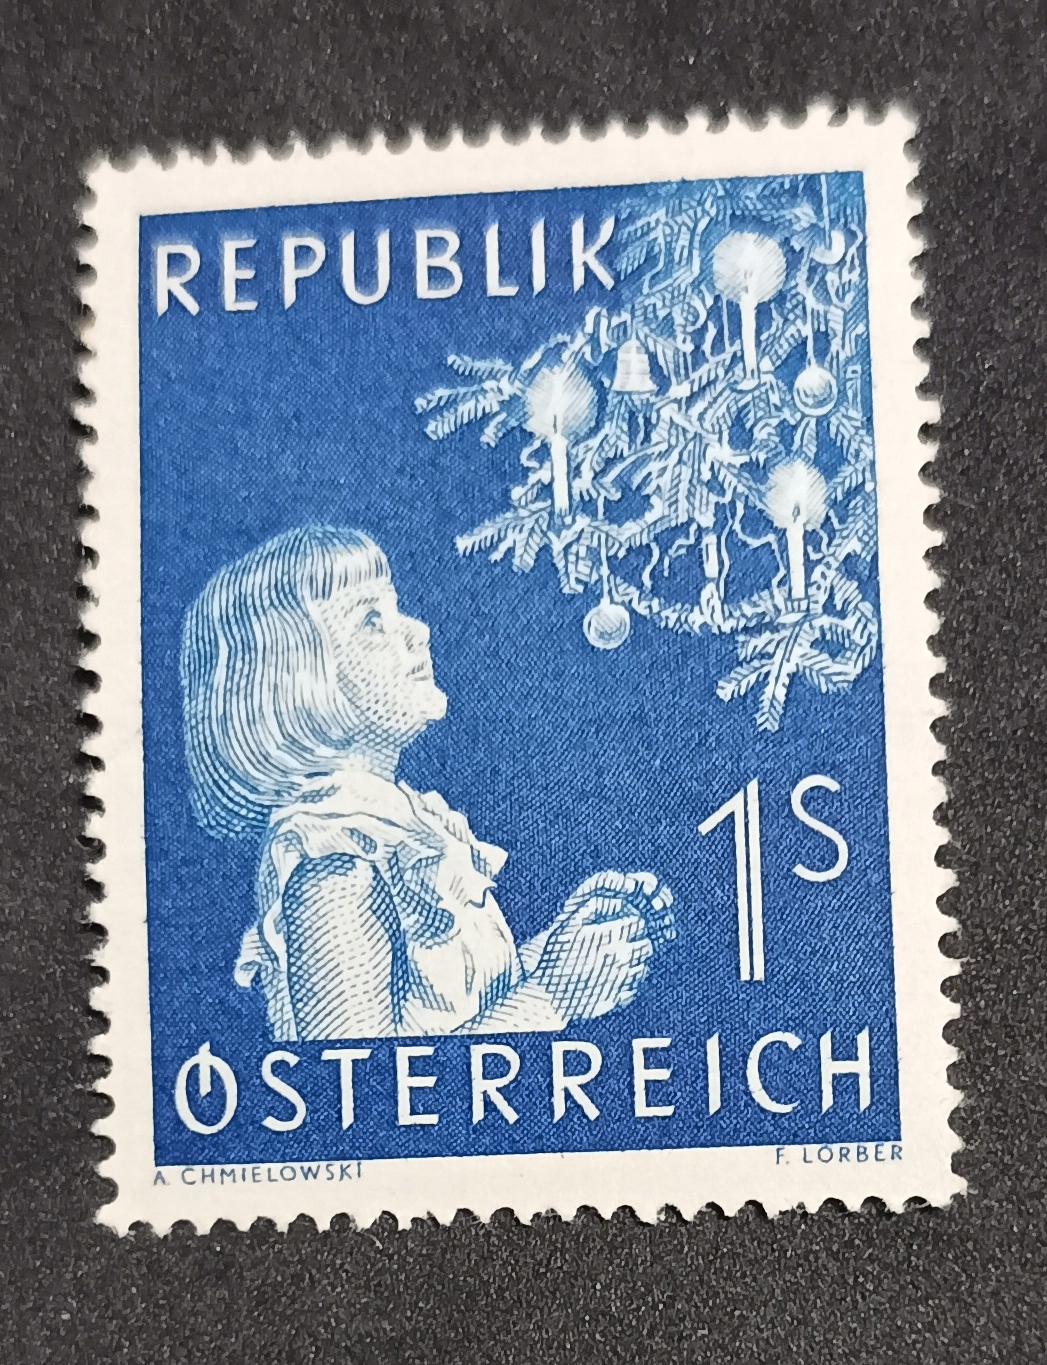 REPUBLIK
1S
ÖSTERREICH
A. CHMIELOWSKI
F. LORBER